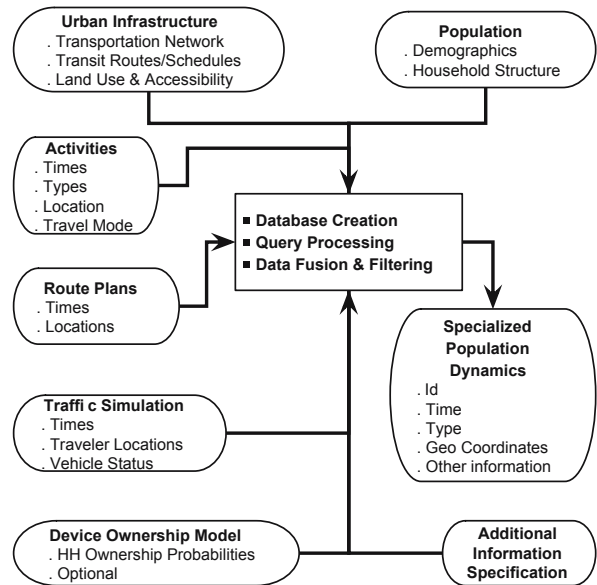 Urban Infrastructure
. Transportation Network
. Transit Routes/Schedules
. Land Use & Accessibility
Population
. Demographics
. Household Structure
Activities
. Times
. Types
. Location
. Travel Mode
▪ Database Creation
▪ Query Processing
▪ Data Fusion & Filtering
Route Plans
. Times
. Locations
Specialized
Population
Dynamics
. Id
. Time
. Type
. Geo Coordinates
. Other information
Traffi c Simulation
. Times
. Traveler Locations
. Vehicle Status
Device Ownership Model
. HH Ownership Probabilities
. Optional
Additional
Information
Specification